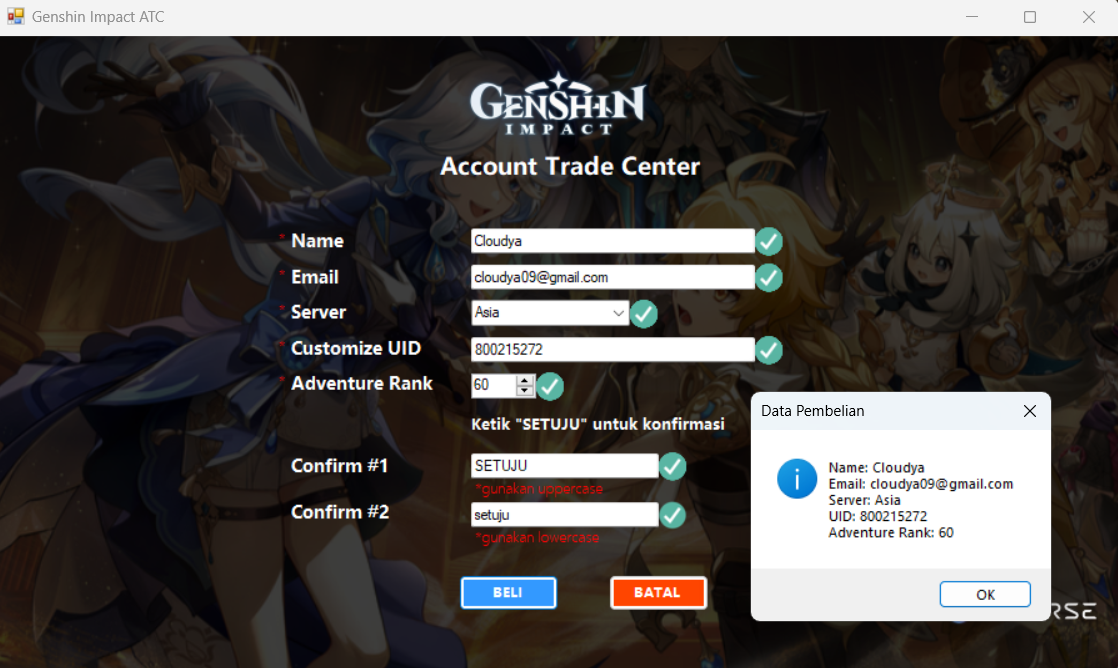 Genshin Impact ATC
GENSHIN
IMPACT
Account Trade Center
* Name Cloudya
* Email cloudya09@gmail.com
* Server Asia
* Customize UID 800215272
* Adventure Rank 60
Ketik "SETUJU" untuk konfirmasi
Confirm #1 SETUJU
*gunakan uppercase
Confirm #2 setuju
*gunakan lowercase
BELI BATAL
Data Pembelian
Name: Cloudya
Email: cloudya09@gmail.com
Server: Asia
UID: 800215272
Adventure Rank: 60
OK